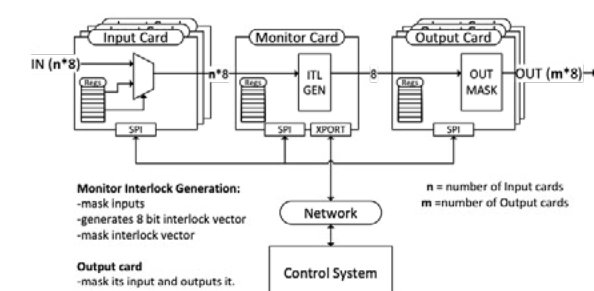 Input Card
Monitor Card
Output Card
IN (n*8)
Regs
n*8
Regs
ITL
GEN
8
Regs
OUT
MASK
OUT (m*8)
SPI
SPI
XPORT
SPI
Monitor Interlock Generation:
-mask inputs
-generates 8 bit interlock vector
-mask interlock vector
Output card
-mask its input and outputs it.
Network
Control System
n = number of Input cards
m =number of Output cards